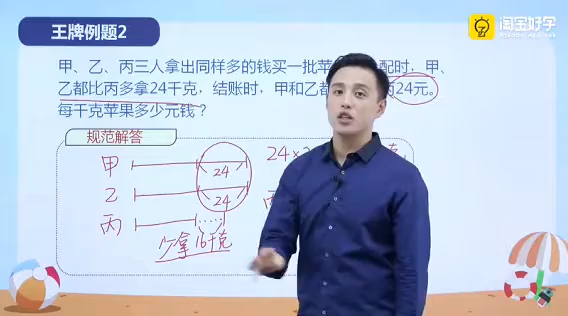 王牌例题2
淘宝好学
甲、乙、丙三人拿出同样多的钱买一批苹 配时，甲、
乙都比丙多拿24千克，结账时，甲和乙都 24元。
每千克苹果多少元钱？
规范解答
甲 24
乙 24
丙
少拿16千克
24×